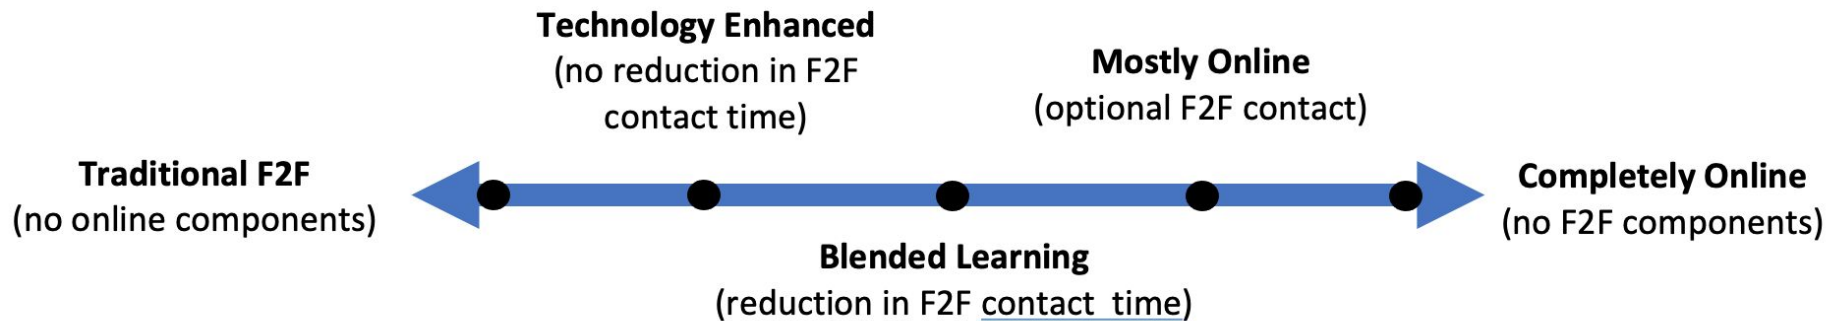 Technology Enhanced
(no reduction in F2F
contact time)
Mostly Online
(optional F2F contact)
Traditional F2F
(no online components)
Completely Online
(no F2F components)
Blended Learning
(reduction in F2F contact  time)